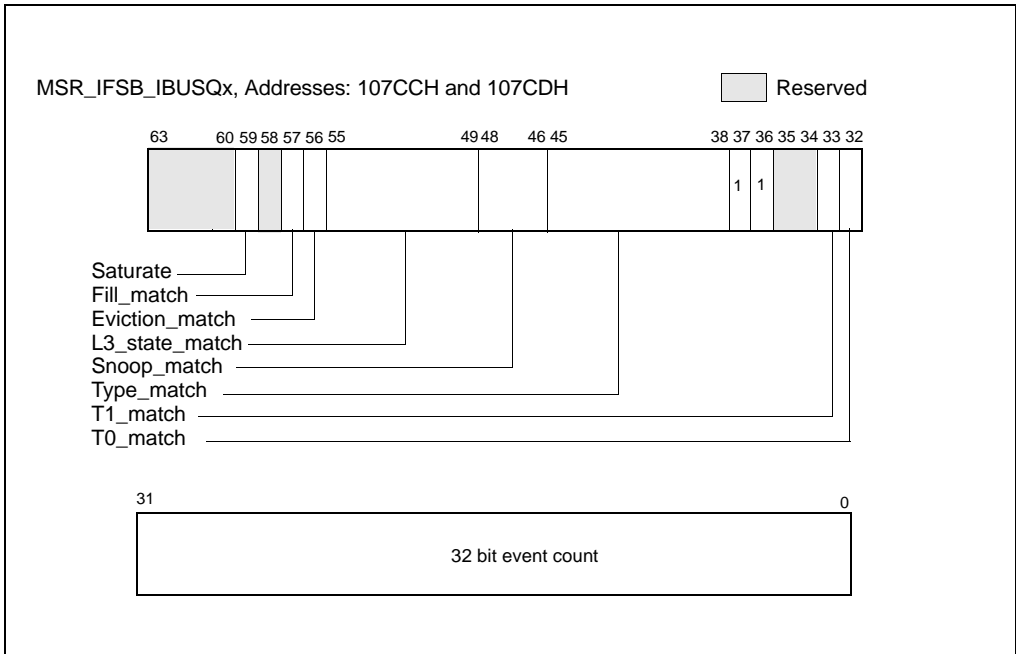 MSR_IFSB_IBUSQx, Addresses: 107CCH and 107CDH
Reserved
63 60 59 58 57 56 55 49 48 46 45 38 37 36 35 34 33 32
1 1
Saturate
Fill_match
Eviction_match
L3_state_match
Snoop_match
Type_match
T1_match
T0_match
31 0
32 bit event count